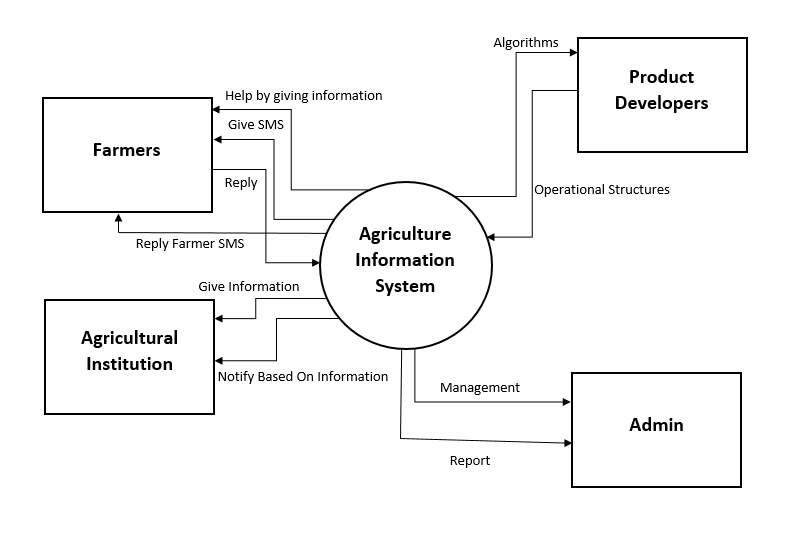 Algorithms
Product
Developers
Help by giving information
Give SMS
Farmers
Reply
Operational Structures
Agriculture
Information
System
Reply Farmer SMS
Give Information
Agricultural
Institution
Notify Based On Information
Management
Admin
Report